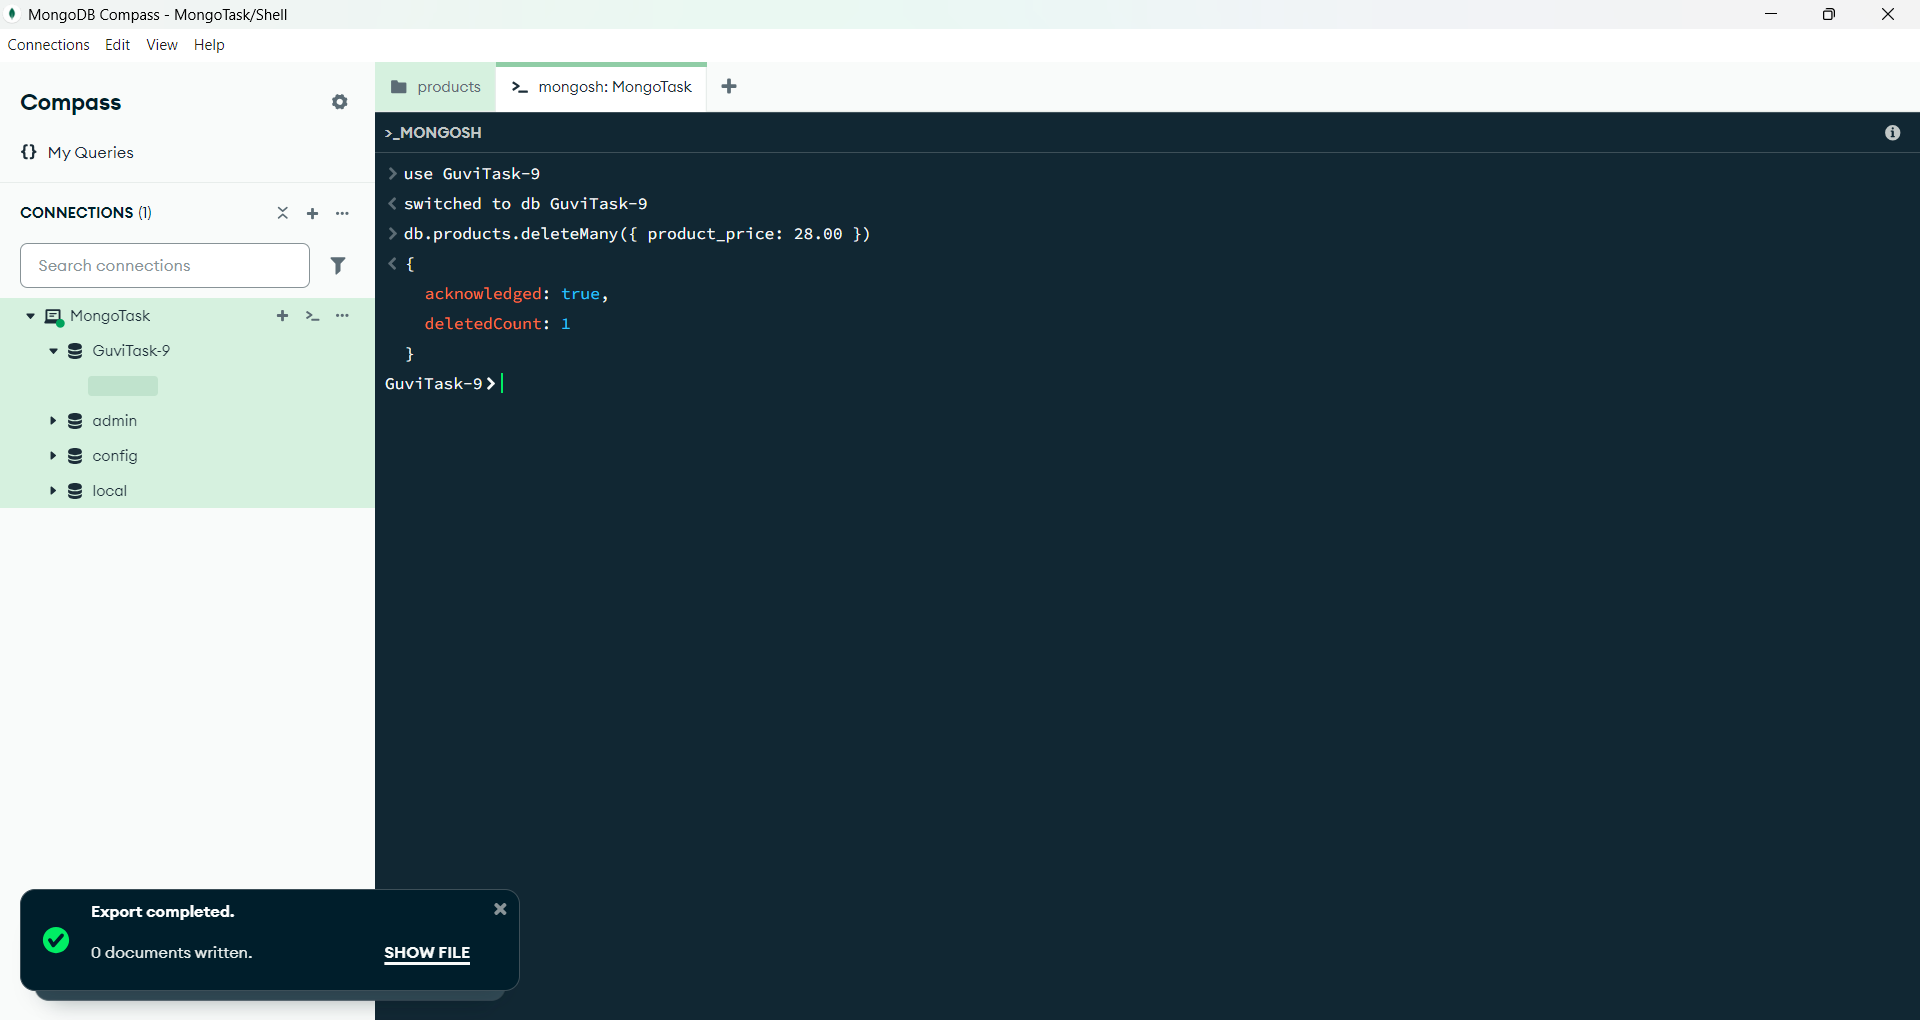 MongoDB Compass - MongoTask/Shell
Connections Edit View Help
Compass
{} My Queries
CONNECTIONS (1)
Search connections
MongoTask
GuviTask-9
admin
config
local
products
>_ mongosh: MongoTask
>_MONGOSH
> use GuviTask-9
< switched to db GuviTask-9
> db.products.deleteMany({ product_price: 28.00 })
< {
acknowledged: true,
deletedCount: 1
}
GuviTask-9>
Export completed.
0 documents written.
SHOW FILE